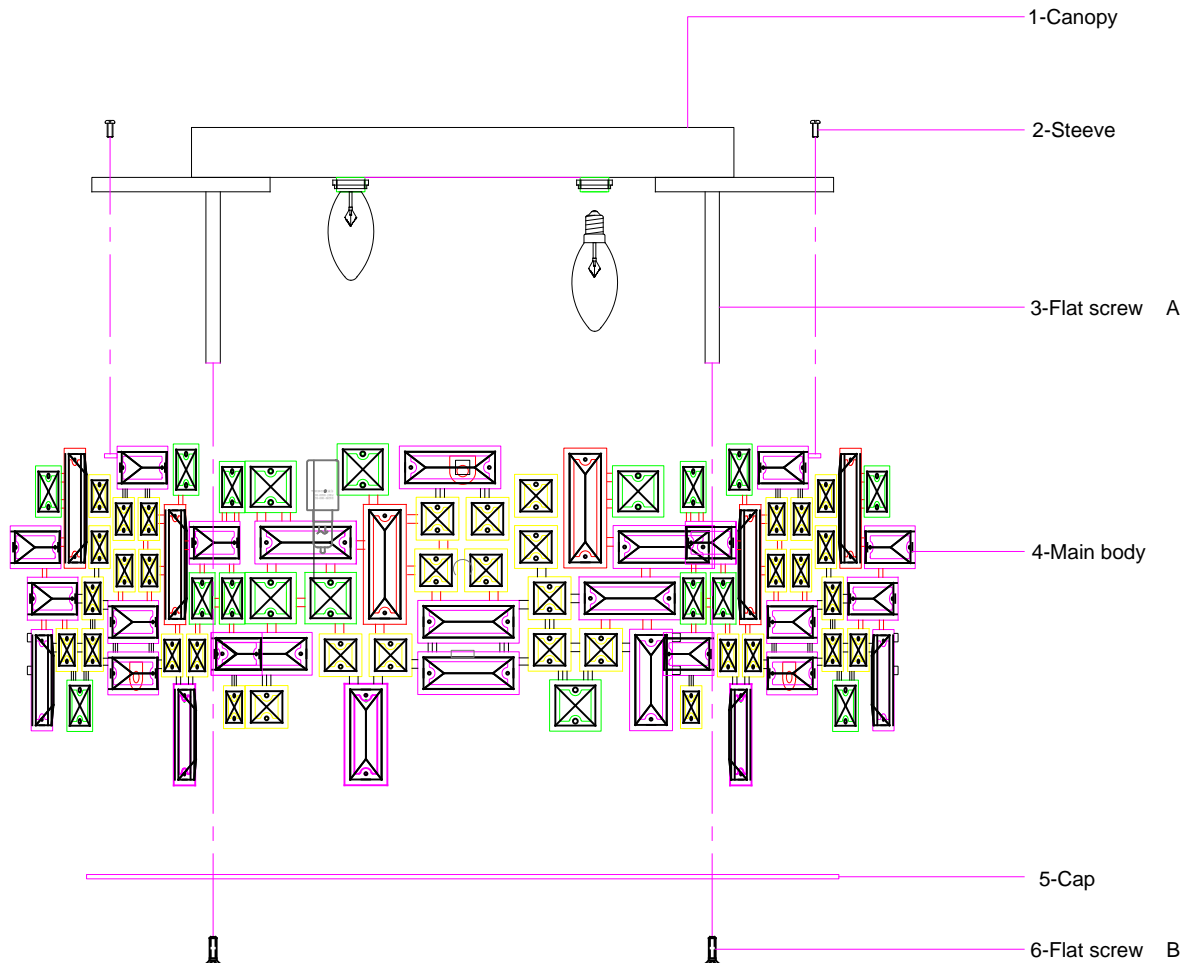 1-Canopy
2-Steeve
3-Flat screw A
4-Main body
5-Cap
6-Flat screw B